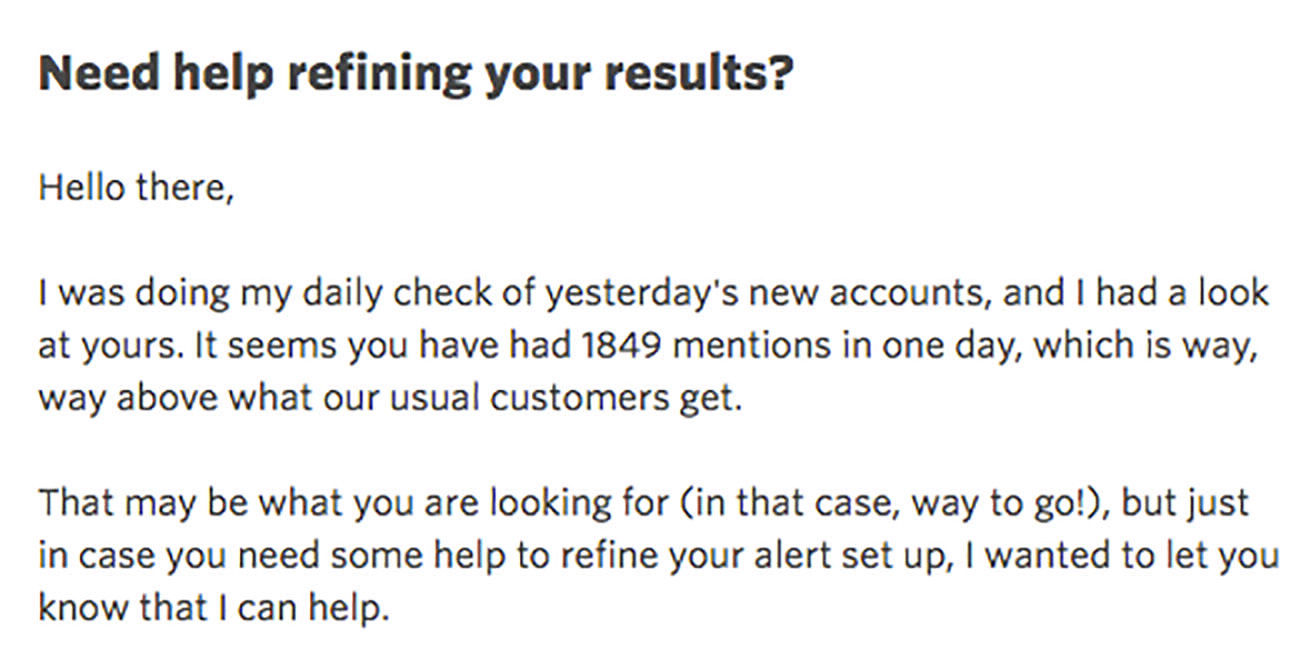 Need help refining your results?
Hello there,
I was doing my daily check of yesterday's new accounts, and I had a look
at yours. It seems you have had 1849 mentions in one day, which is way,
way above what our usual customers get.
That may be what you are looking for (in that case, way to go!), but just
in case you need some help to refine your alert set up, I wanted to let you
know that I can help.